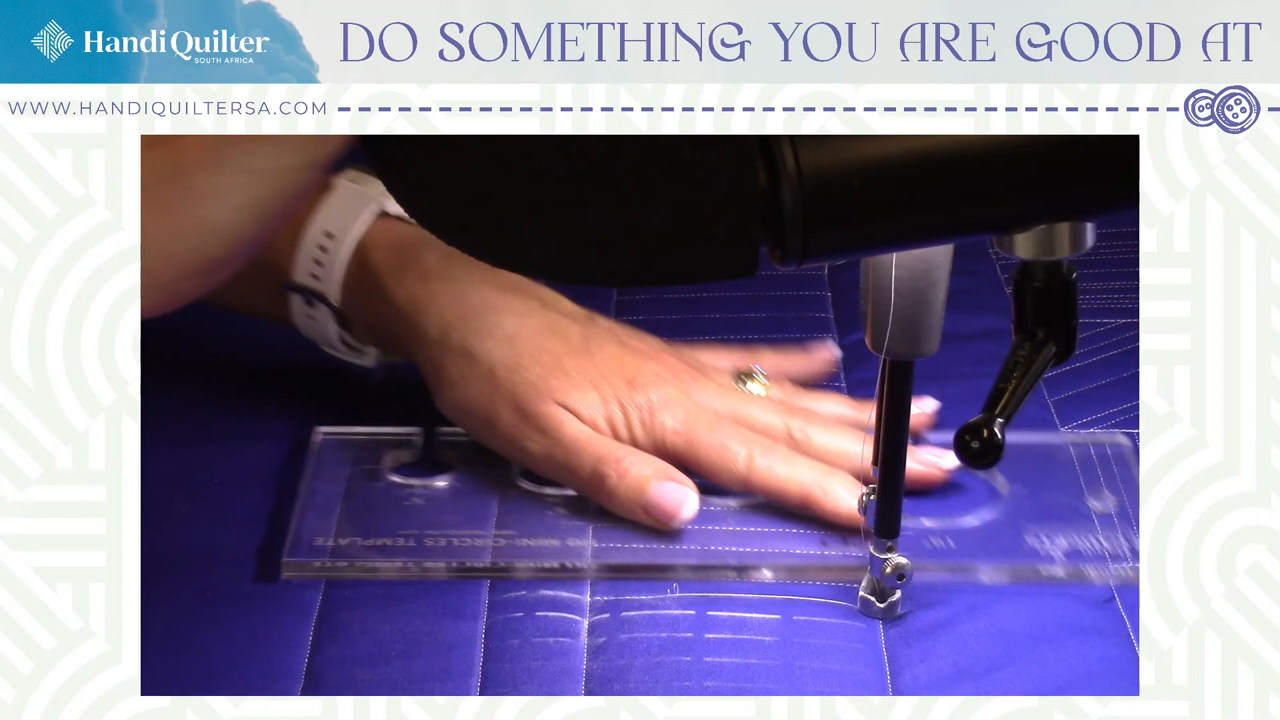 Handi Quilter
SOUTH AFRICA
DO SOMETHING YOU ARE GOOD AT
WWW.HANDIQUILTERSA.COM
MINI-CIRCLES TEMPLATE